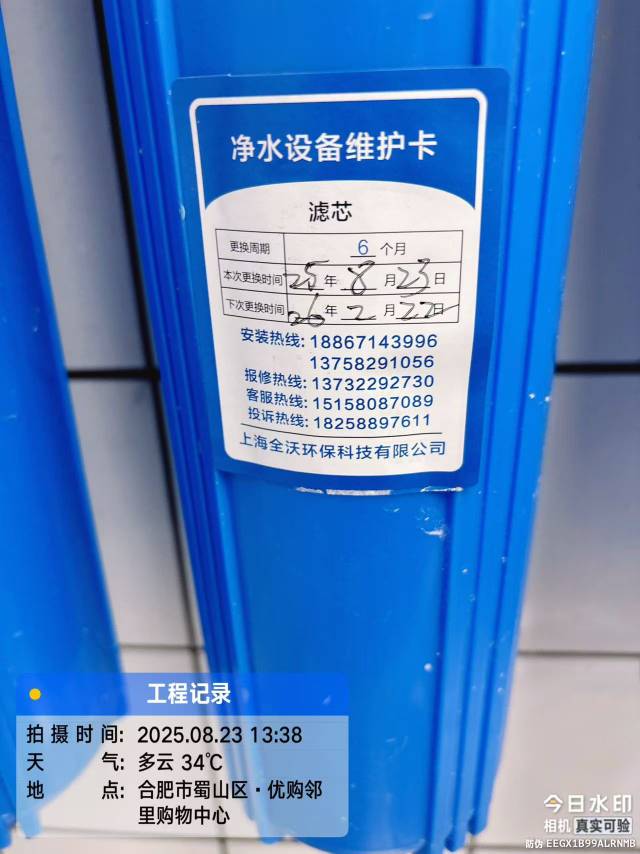 净水设备维护卡
滤芯
更换周期 6 个月
本次更换时间 25 年 8 月 23 日
下次更换时间 26 年 2 月 22 日
安装热线: 18867143996
13758291056
报修热线: 13732292730
客服热线: 15158087089
投诉热线: 18258897611
上海全沃环保科技有限公司
工程记录
拍摄时间: 2025.08.23 13:38
天气: 多云 34℃
地点: 合肥市蜀山区·优购邻
里购物中心
今日水印
相机 真实可验
防伪 EEGX1B99ALRNMB